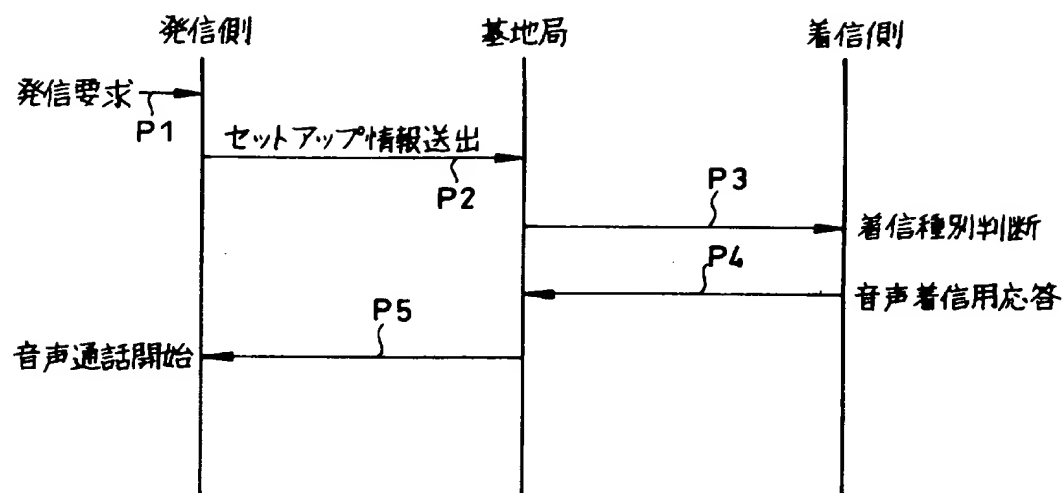 発信側
基地局
着信側
発信要求
P1
セットアップ情報送出
P2
P3
着信種別判断
P4
音声着信用応答
P5
音声通話開始